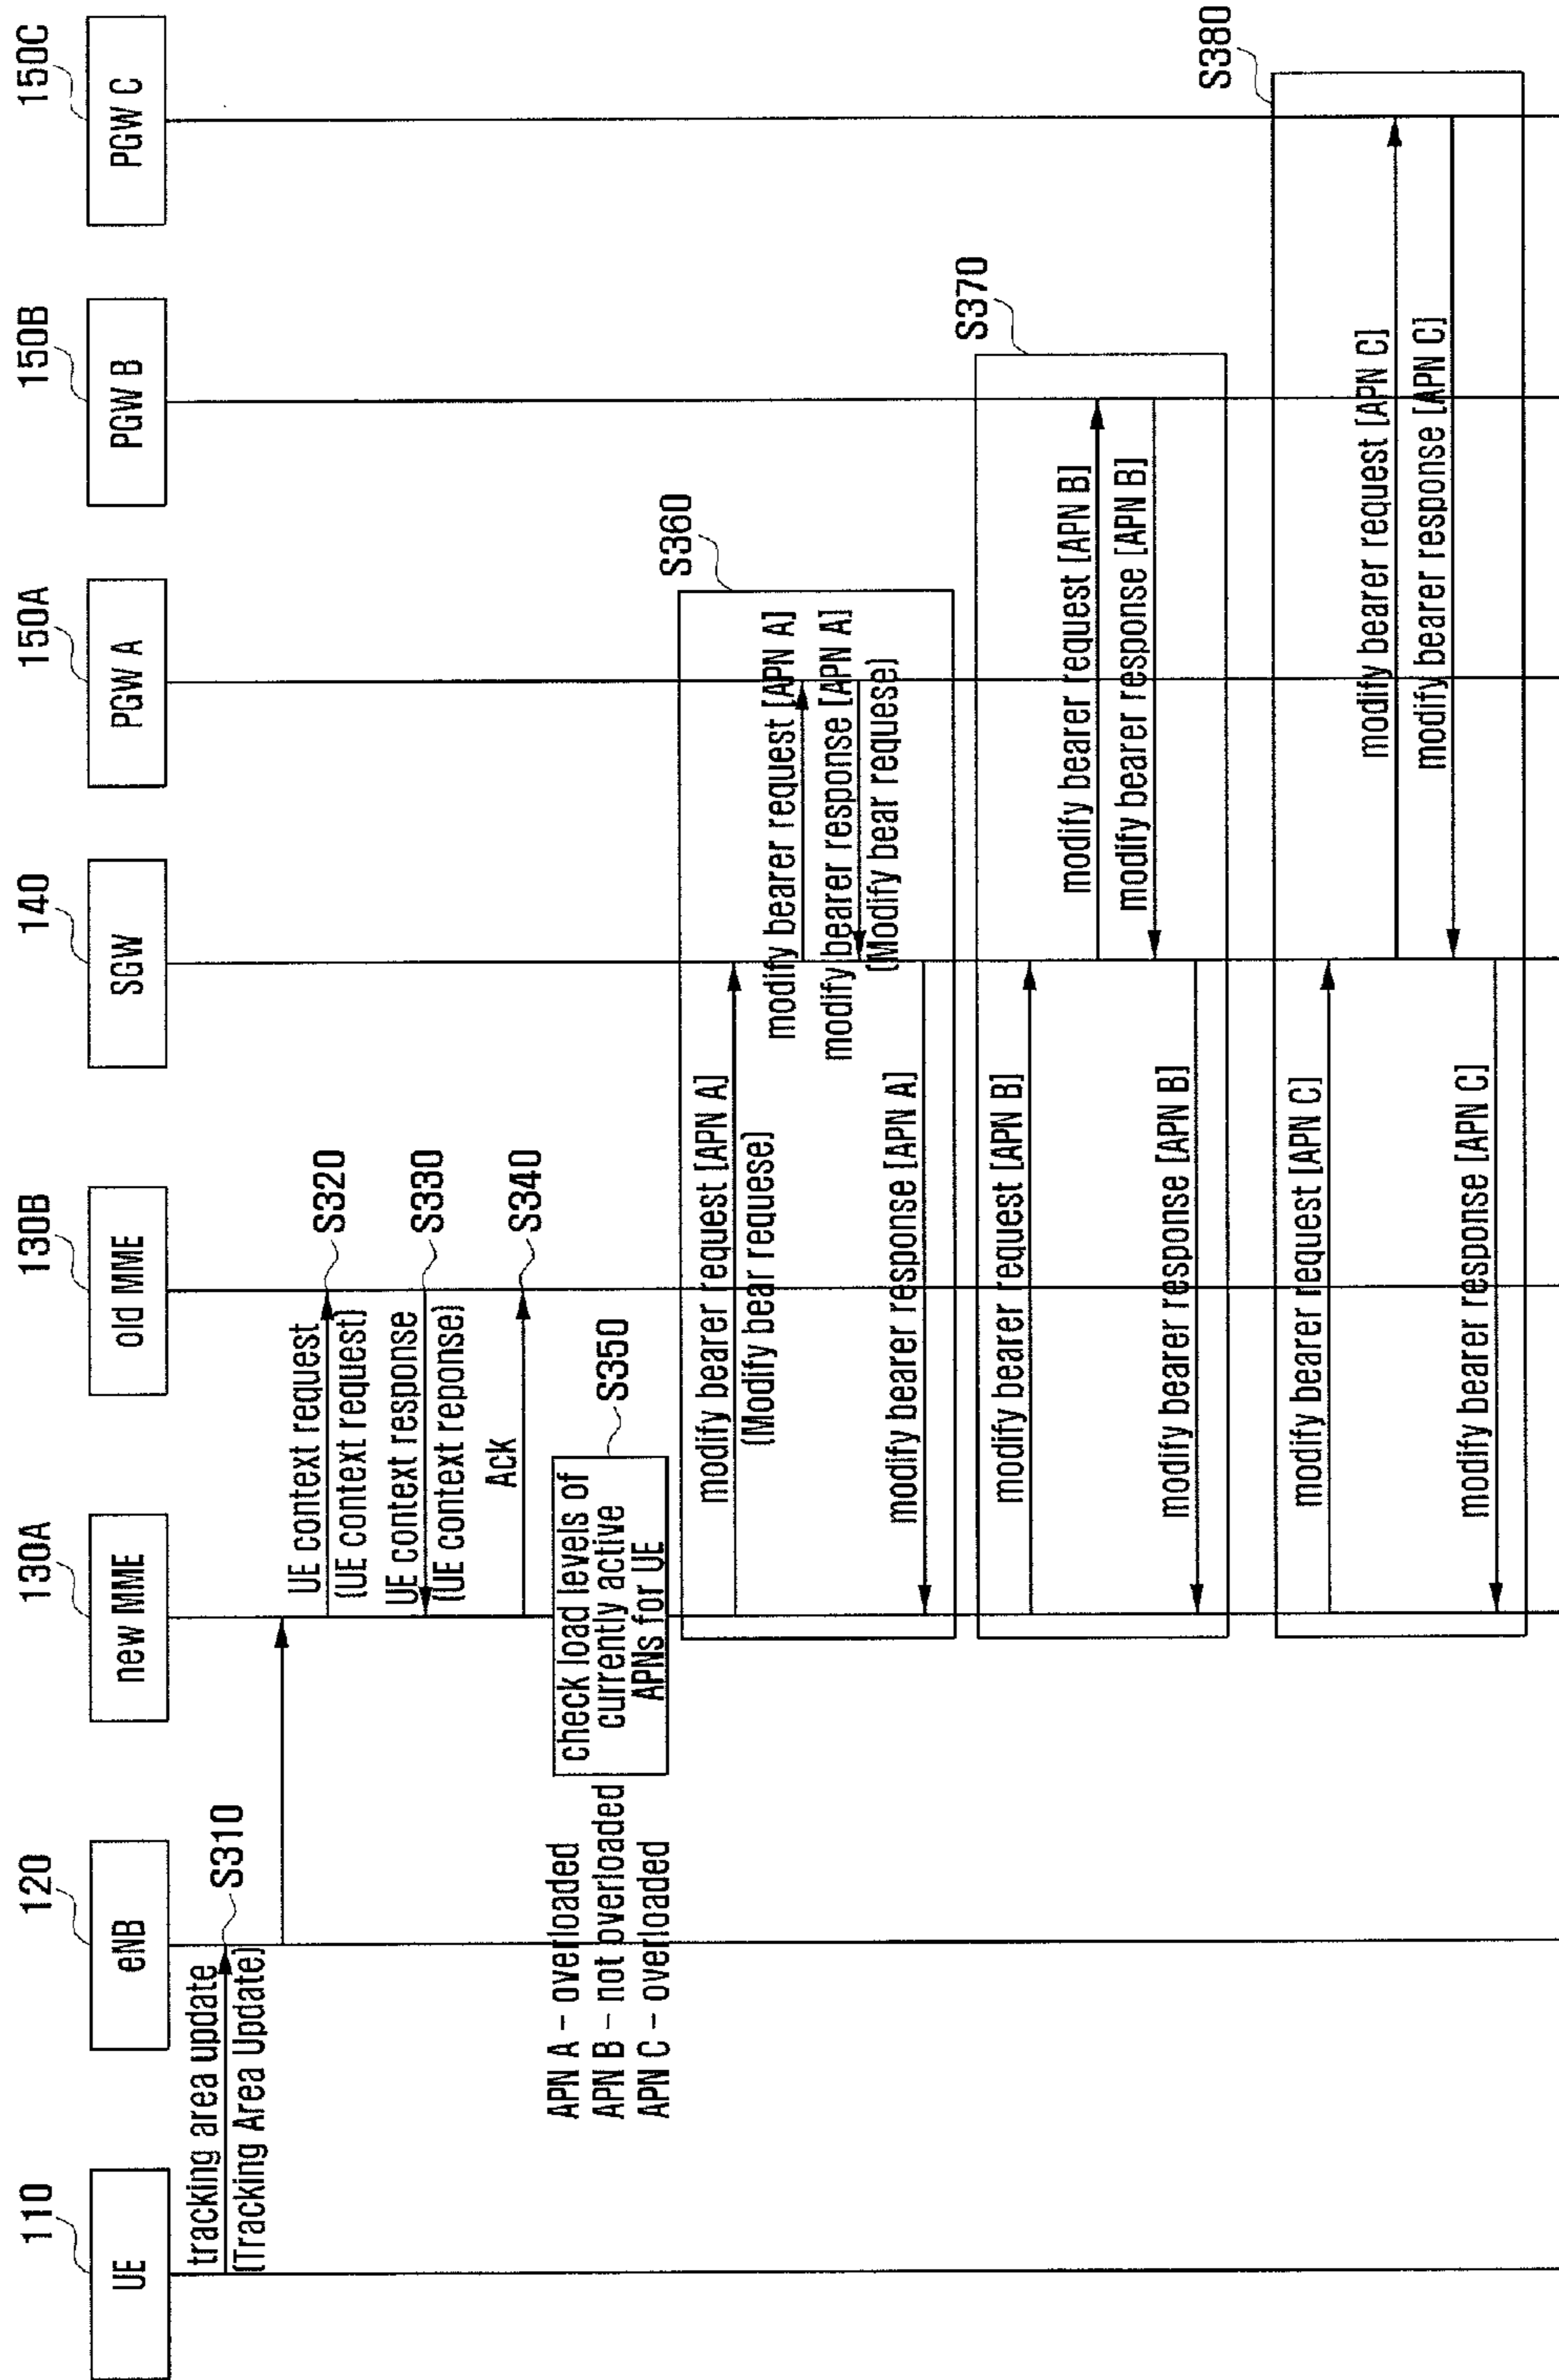 110
120
130A
130B
140
150A
150B
150C
UE
eNB
new MME
old MME
SGW
PGW A
PGW B
PGW C
tracking area update
(Tracking Area Update)
S310
UE context request
(UE context request)
S320
UE context response
(UE context reponse)
S330
Ack
S340
APN A – overloaded
APN B – not overloaded
APN C – overloaded
check load levels of
currently active
APNs for UE
S350
S360
modify bearer request [APN A]
(Modify bear requese)
modify bearer request [APN A]
modify bearer response [APN A]
(Modify bear requese)
modify bearer response [APN A]
S370
modify bearer request [APN B]
modify bearer request [APN B]
modify bearer response [APN B]
modify bearer response [APN B]
S380
modify bearer request [APN C]
modify bearer request [APN C]
modify bearer response [APN C]
modify bearer response [APN C]